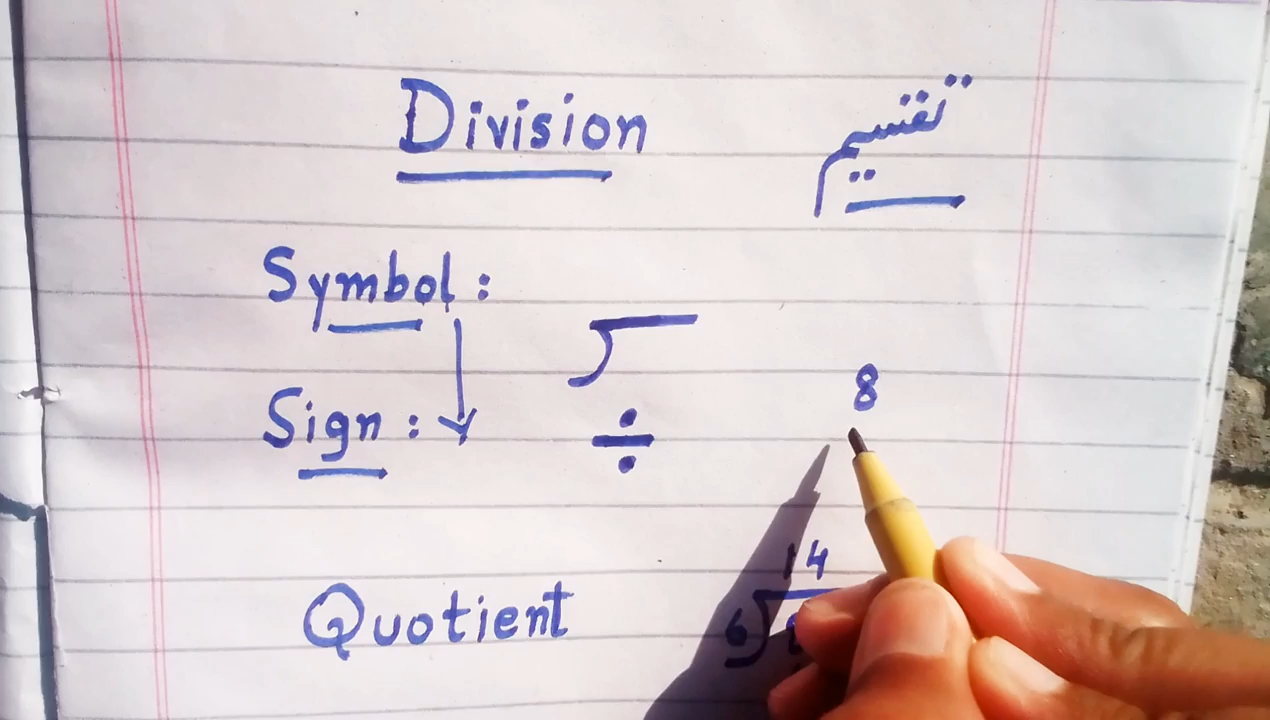 Division تقسیم
Symbol :
Sign : ÷
8
14
Quotient 6